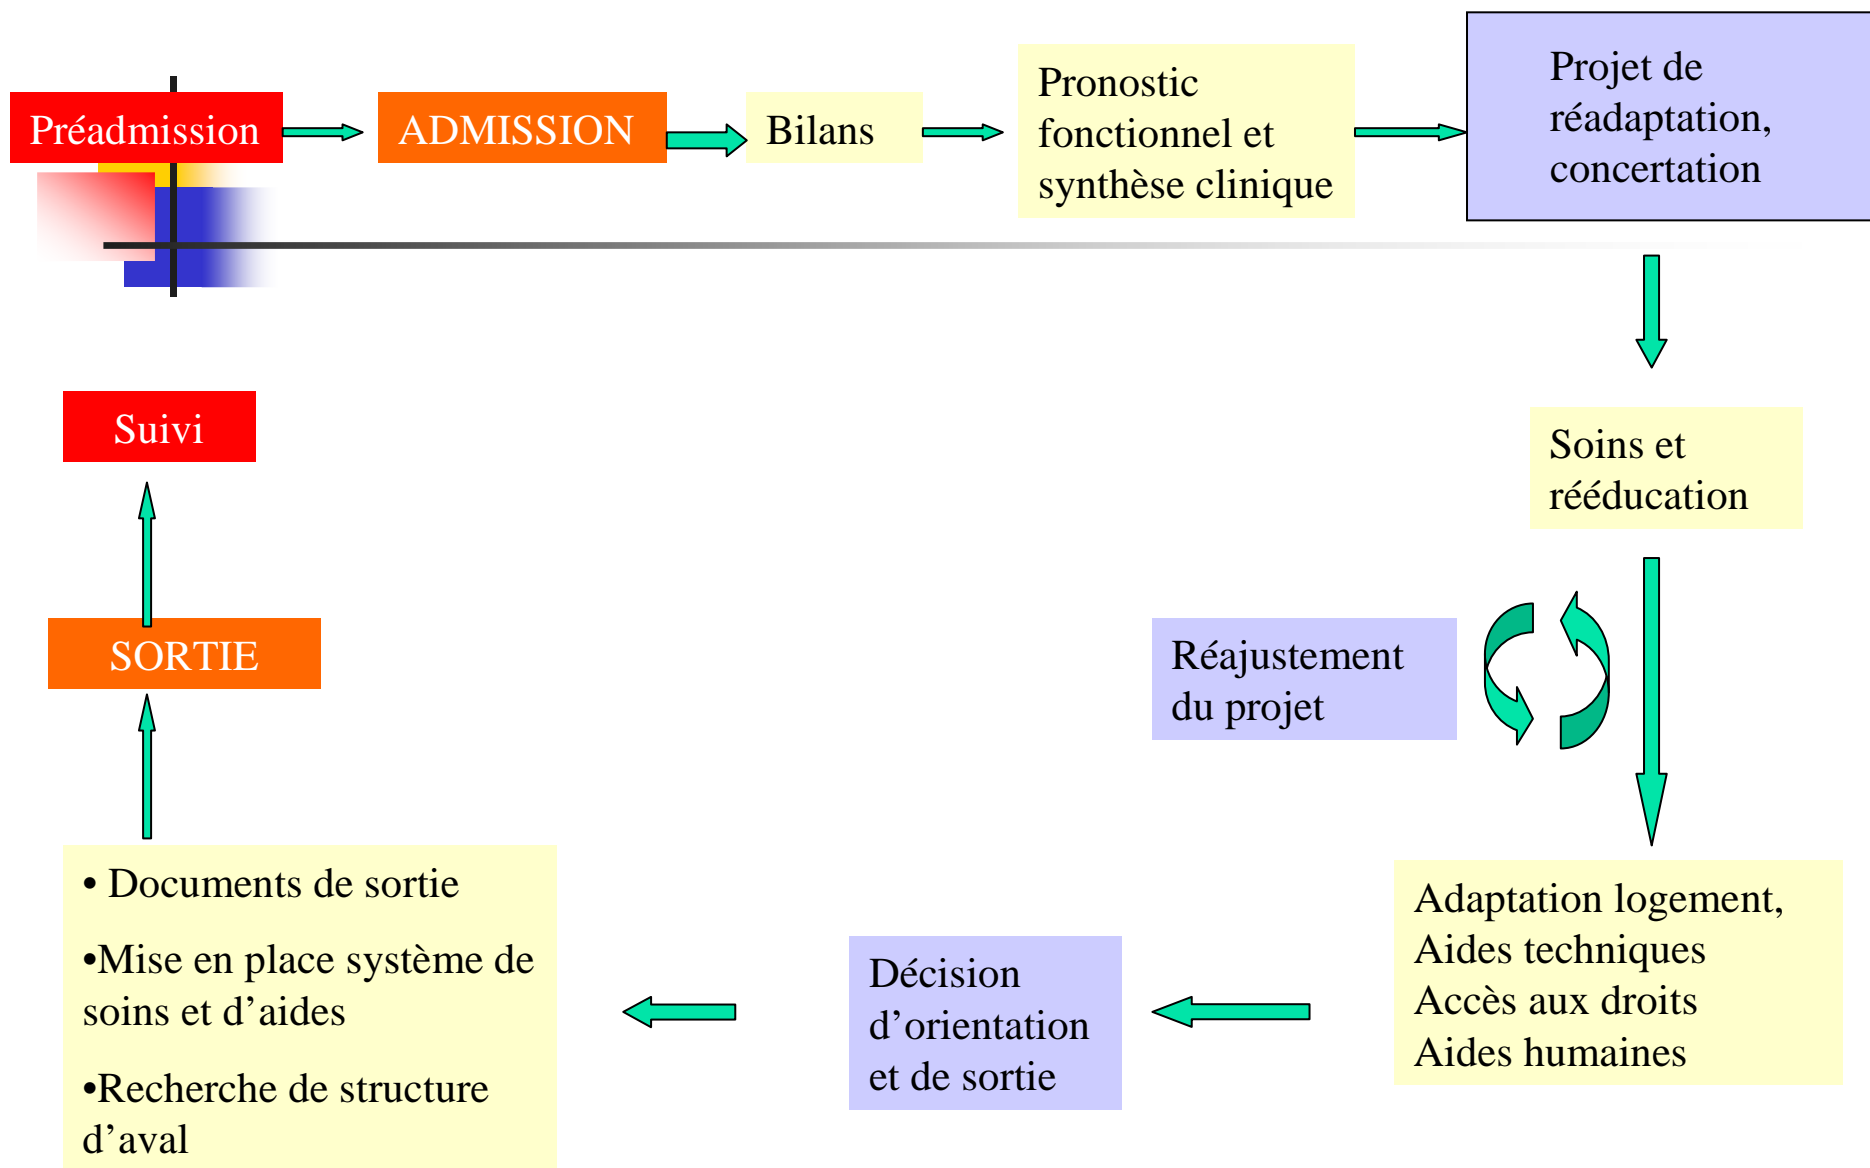 Préadmission
ADMISSION
Bilans
Pronostic
fonctionnel et
synthèse clinique
Projet de
réadaptation,
concertation
Soins et
rééducation
Réajustement
du projet
Adaptation logement,
Aides techniques
Accès aux droits
Aides humaines
Décision
d’orientation
et de sortie
• Documents de sortie
•Mise en place système de
soins et d’aides
•Recherche de structure
d’aval
SORTIE
Suivi